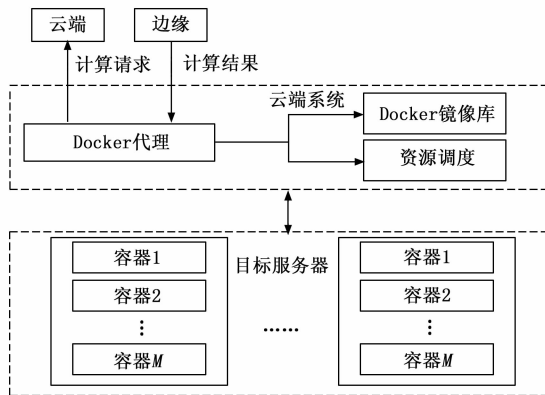 云端
边缘
计算请求
计算结果
云端系统
Docker代理
Docker镜像库
资源调度
目标服务器
容器1
容器2
⋮
容器M
……
容器1
容器2
⋮
容器M